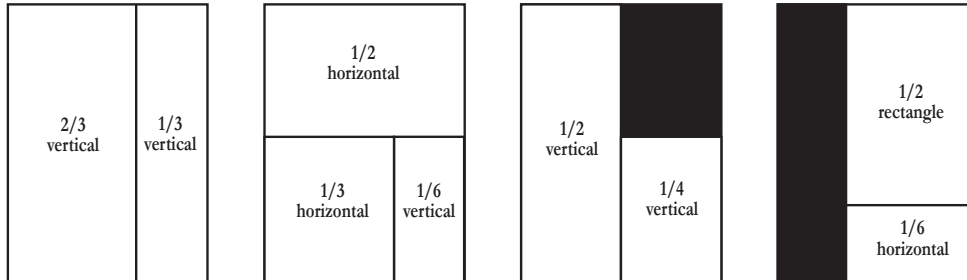 2/3
vertical
1/3
vertical
1/2
horizontal
1/3
horizontal
1/6
vertical
1/2
vertical
1/4
vertical
1/2
rectangle
1/6
horizontal